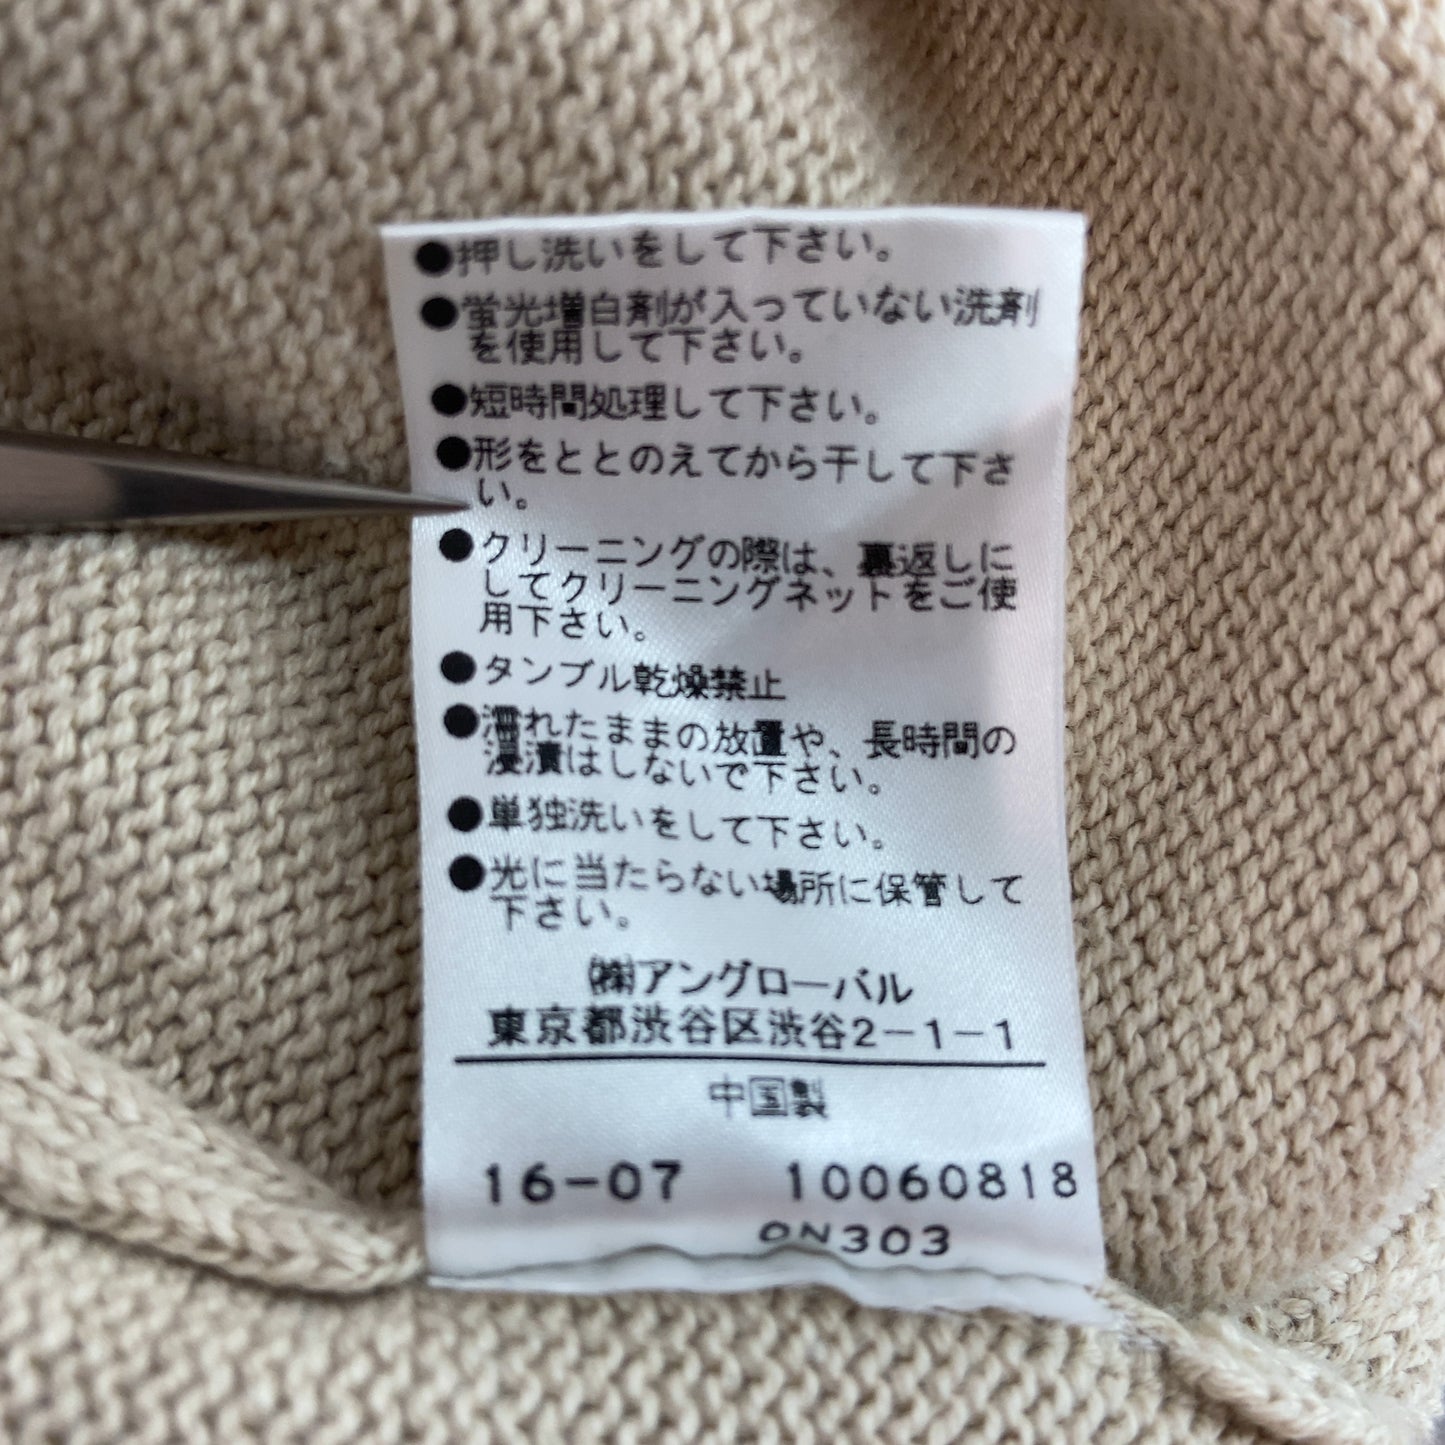 ●押し洗いをして下さい。
●蛍光増白剤が入っていない洗剤
を使用して下さい。
●短時間処理して下さい。
●形をととのえてから干して下さ
い。
●クリーニングの際は、裏返しに
してクリーニングネットをご使
用下さい。
●タンブル乾燥禁止
●濡れたままの放置や、長時間の
浸漬はしないで下さい。
●単独洗いをして下さい。
●光に当たらない場所に保管して
下さい。
㈱アングローバル
東京都渋谷区渋谷2-1-1
中国製
16-07 10060818
0N303